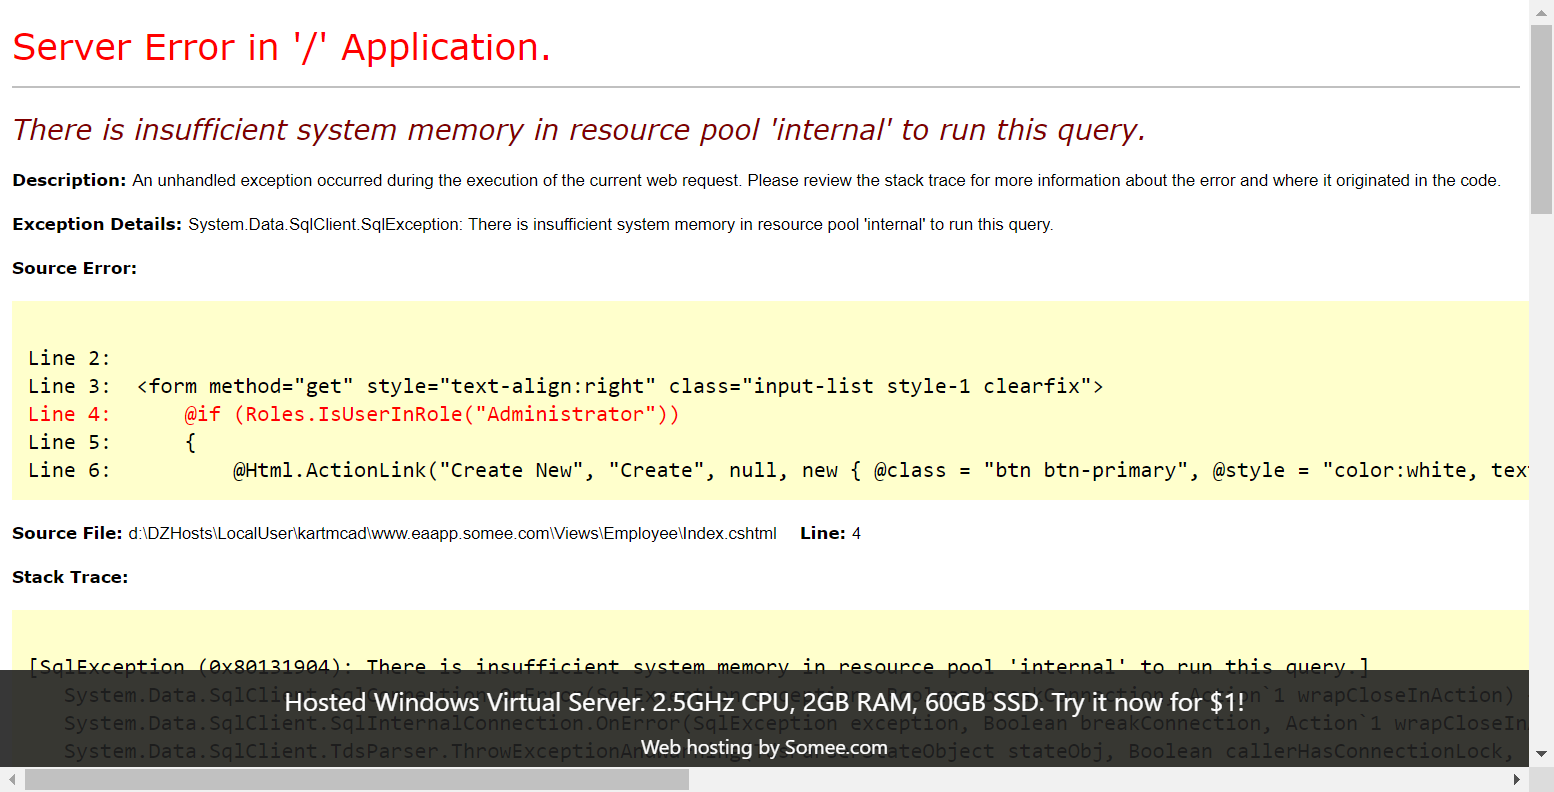 Server Error in '/' Application.
There is insufficient system memory in resource pool 'internal' to run this query.
Description: An unhandled exception occurred during the execution of the current web request. Please review the stack trace for more information about the error and where it originated in the code.
Exception Details: System.Data.SqlClient.SqlException: There is insufficient system memory in resource pool 'internal' to run this query.
Source Error:
Line 2:
Line 3:  <form method="get" style="text-align:right" class="input-list style-1 clearfix">
Line 4:      @if (Roles.IsUserInRole("Administrator"))
Line 5:      {
Line 6:          @Html.ActionLink("Create New", "Create", null, new { @class = "btn btn-primary", @style = "color:white, tex
Source File: d:\DZHosts\LocalUser\kartmcad\www.eaapp.somee.com\Views\Employee\Index.cshtml    Line: 4
Stack Trace:
[SqlException (0x80131904): There is insufficient system memory in resource pool 'internal' to run this query.]
System.Data.SqlClient.SqlConnection.OnError(SqlException exception, Boolean breakConnection, Action`1 wrapCloseInAction)
Hosted Windows Virtual Server. 2.5GHz CPU, 2GB RAM, 60GB SSD. Try it now for $1!
System.Data.SqlClient.SqlInternalConnection.OnError(SqlException exception, Boolean breakConnection, Action`1 wrapCloseIn
System.Data.SqlClient.TdsParser.ThrowExceptionAnd stateObj, Boolean callerHasConnectionLock,
Web hosting by Somee.com